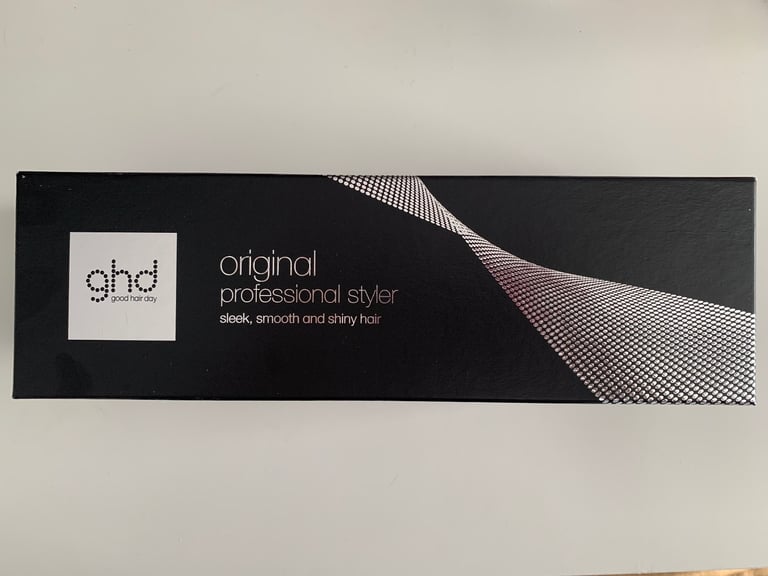 ghd
good hair day
original
professional styler
sleek, smooth and shiny hair